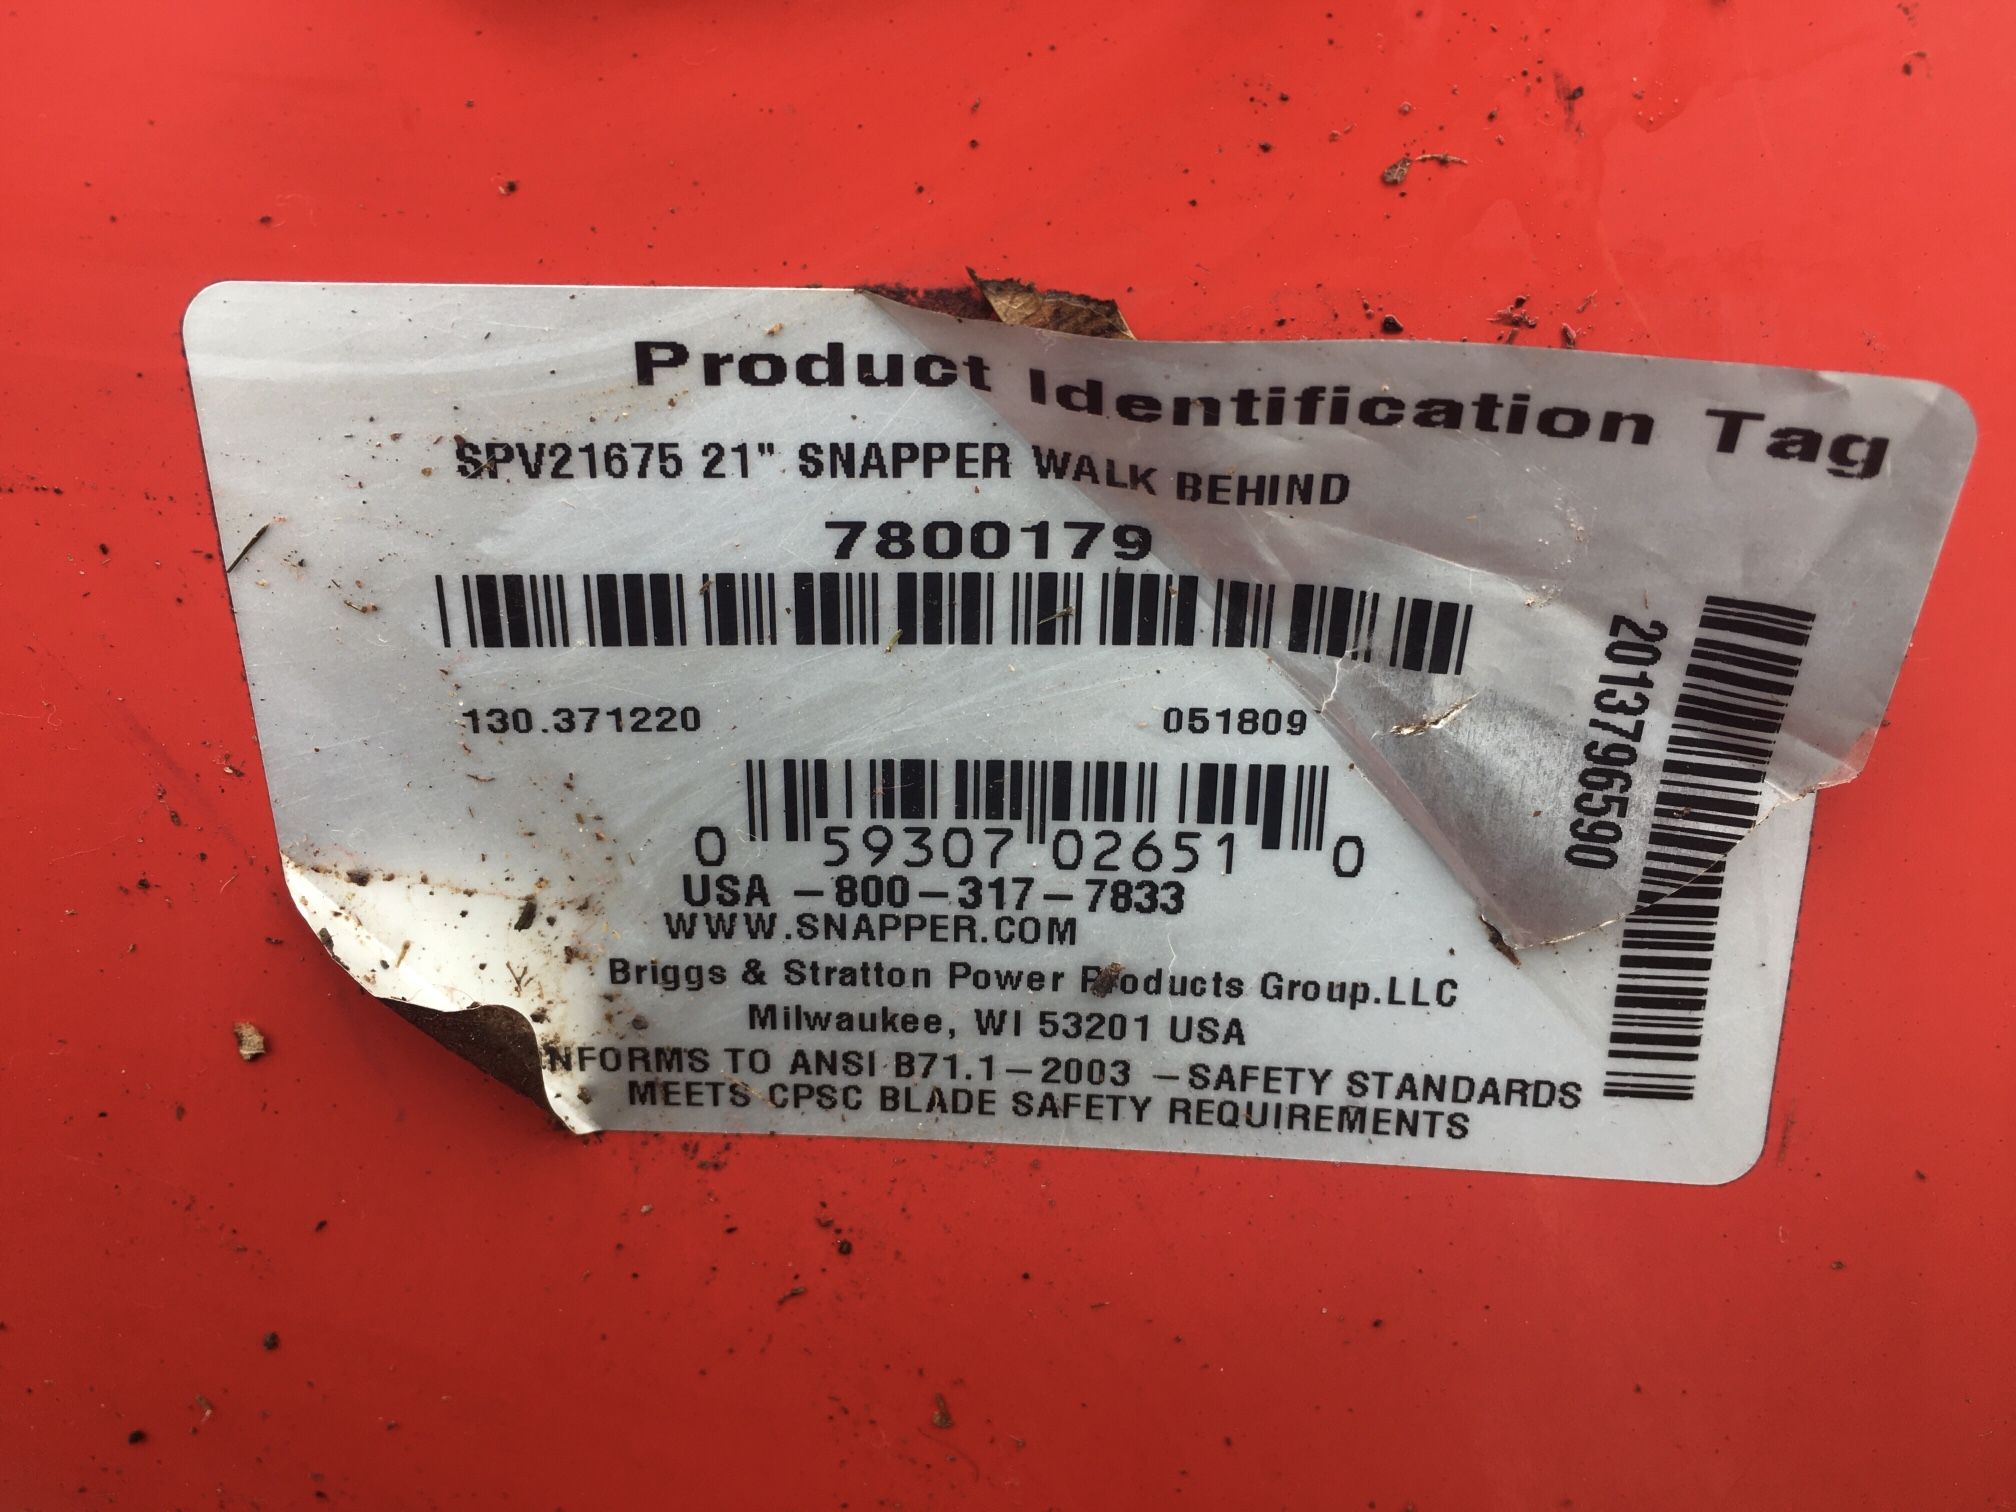 Product Identification Tag
SPV21675 21" SNAPPER WALK BEHIND
7800179
130.371220 051809
0 59307 02651 0
USA -800-317-7833
WWW.SNAPPER.COM
Briggs & Stratton Power Products Group.LLC
Milwaukee, WI 53201 USA
NFORMS TO ANSI B71.1-2003 -SAFETY STANDARDS
MEETS CPSC BLADE SAFETY REQUIREMENTS
2013796590